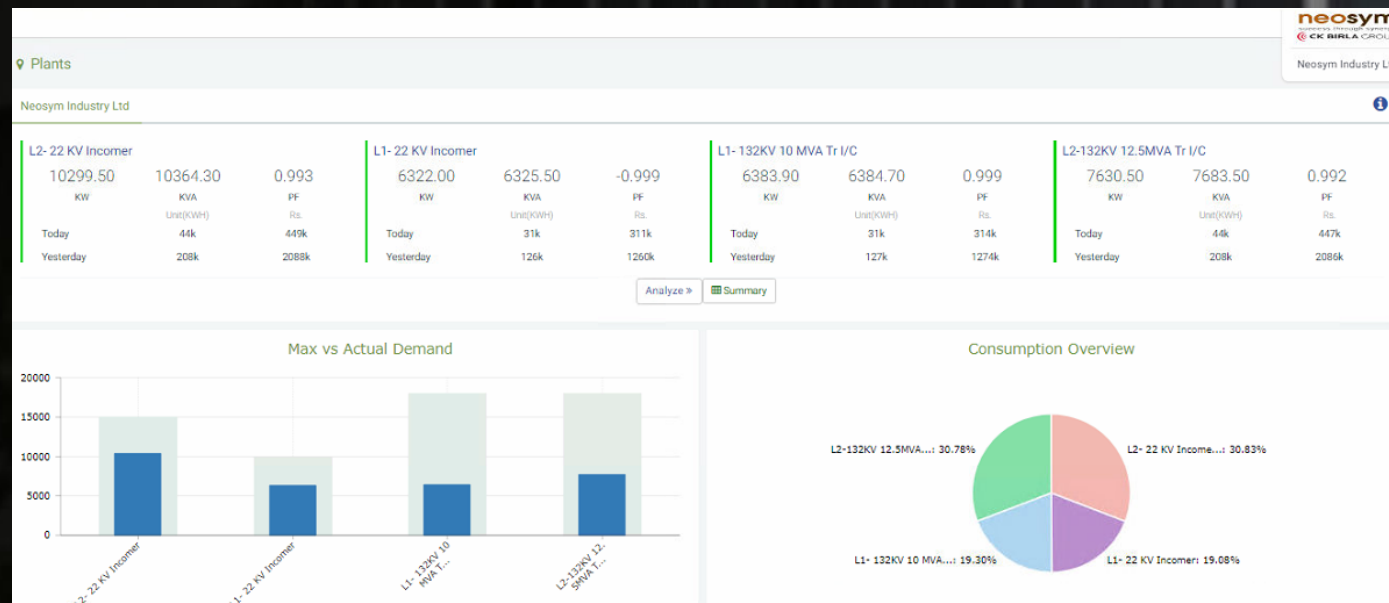 neosym
success through synergy
CK BIRLA GROU
Plants
Neosym Industry L
Neosym Industry Ltd
L2- 22 KV Incomer
10299.50 10364.30 0.993
KW KVA PF
Unit(KWH) Rs.
Today 44k 449k
Yesterday 208k 2088k
L1- 22 KV Incomer
6322.00 6325.50 -0.999
KW KVA PF
Unit(KWH) Rs.
Today 31k 311k
Yesterday 126k 1260k
L1- 132KV 10 MVA Tr I/C
6383.90 6384.70 0.999
KW KVA PF
Unit(KWH) Rs.
Today 31k 314k
Yesterday 127k 1274k
L2-132KV 12.5MVA Tr I/C
7630.50 7683.50 0.992
KW KVA PF
Unit(KWH) Rs.
Today 44k 447k
Yesterday 208k 2086k
Analyze » Summary
Max vs Actual Demand
20000
15000
10000
5000
0
L2- 22 KV Incomer
L1- 22 KV Incomer
L1- 132KV 10
MVA T...
L2-132KV 12.
5MVA T...
Consumption Overview
L2-132KV 12.5MVA...: 30.78%
L2- 22 KV Income...: 30.83%
L1- 132KV 10 MVA...: 19.30%
L1- 22 KV Incomer: 19.08%